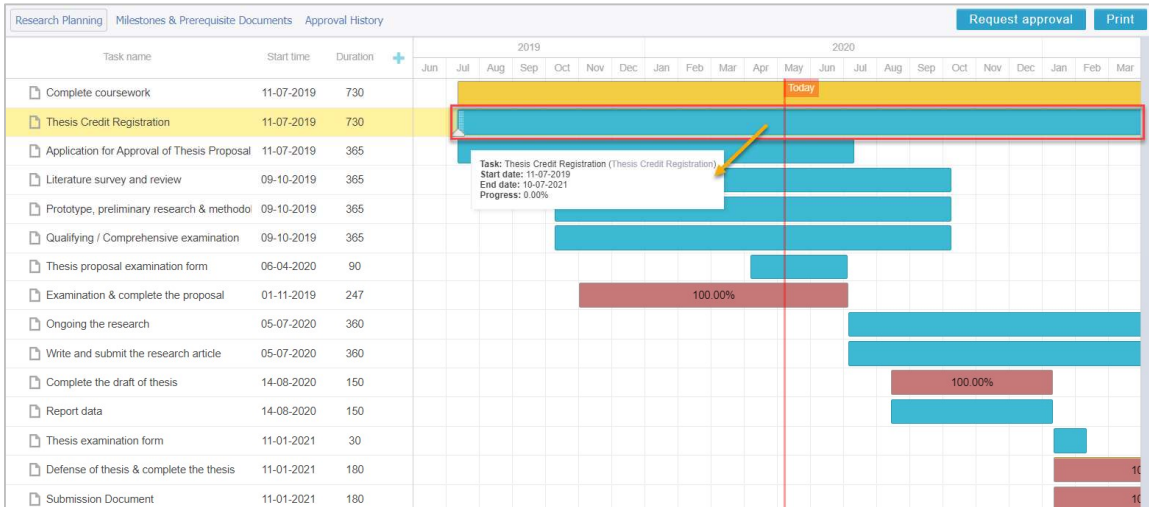 Research Planning Milestones & Prerequisite Documents Approval History Request approval Print
Task name Start time Duration
2019 2020
Jun Jul Aug Sep Oct Nov Dec Jan Feb Mar Apr May Jun Jul Aug Sep Oct Nov Dec Jan Feb Mar
Complete coursework 11-07-2019 730 Today
Thesis Credit Registration 11-07-2019 730
Application for Approval of Thesis Proposal 11-07-2019 365
Task: Thesis Credit Registration (Thesis Credit Registration)
Start date: 11-07-2019
End date: 10-07-2021
Progress: 0.00%
Literature survey and review 09-10-2019 365
Prototype, preliminary research & methodol 09-10-2019 365
Qualifying / Comprehensive examination 09-10-2019 365
Thesis proposal examination form 06-04-2020 90
Examination & complete the proposal 01-11-2019 247 100.00%
Ongoing the research 05-07-2020 360
Write and submit the research article 05-07-2020 360
Complete the draft of thesis 14-08-2020 150 100.00%
Report data 14-08-2020 150
Thesis examination form 11-01-2021 30
Defense of thesis & complete the thesis 11-01-2021 180 10
Submission Document 11-01-2021 180 10